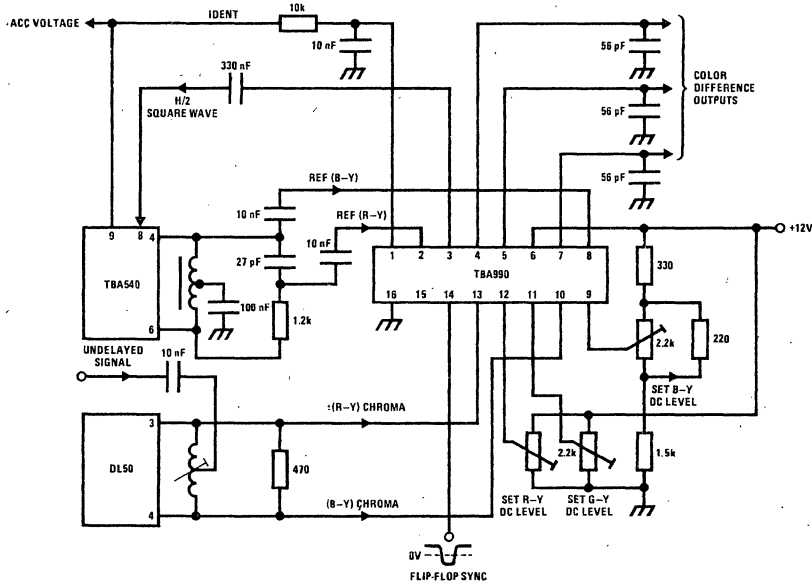 ACC VOLTAGE
IDENT
10k
10 nF
330 nF
H/2
SQUARE WAVE
56 pF
56 pF
56 pF
COLOR
DIFFERENCE
OUTPUTS
REF (B–Y)
10 nF
REF (R–Y)
10 nF
9 8 4
TBA540
6
27 pF
100 nF
1.2k
1 2 3 4 5 6 7 8
TBA990
16 15 14 13 12 11 10 9
+12V
330
2.2k
220
SET B–Y
DC LEVEL
UNDELAYED
SIGNAL
10 nF
3
DL50
4
470
±(R–Y) CHROMA
(B–Y) CHROMA
2.2k
1.5k
SET R–Y
DC LEVEL
SET G–Y
DC LEVEL
0V
FLIP-FLOP SYNC